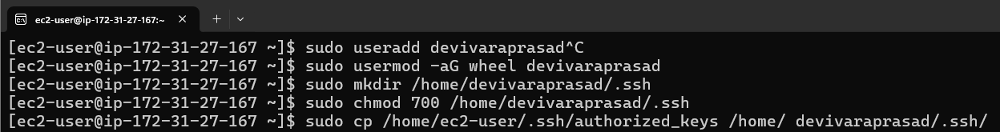 ec2-user@ip-172-31-27-167:~
[ec2-user@ip-172-31-27-167 ~]$ sudo useradd devivaraprasad^C
[ec2-user@ip-172-31-27-167 ~]$ sudo usermod -aG wheel devivaraprasad
[ec2-user@ip-172-31-27-167 ~]$ sudo mkdir /home/devivaraprasad/.ssh
[ec2-user@ip-172-31-27-167 ~]$ sudo chmod 700 /home/devivaraprasad/.ssh
[ec2-user@ip-172-31-27-167 ~]$ sudo cp /home/ec2-user/.ssh/authorized_keys /home/ devivaraprasad/.ssh/